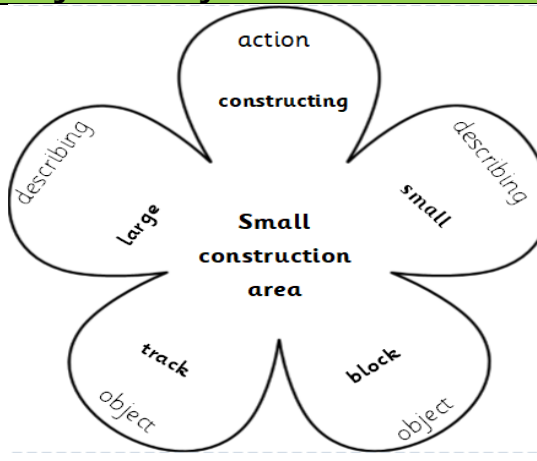 action
constructing
describing
large
describing
small
Small
construction
area
track
object
block
object